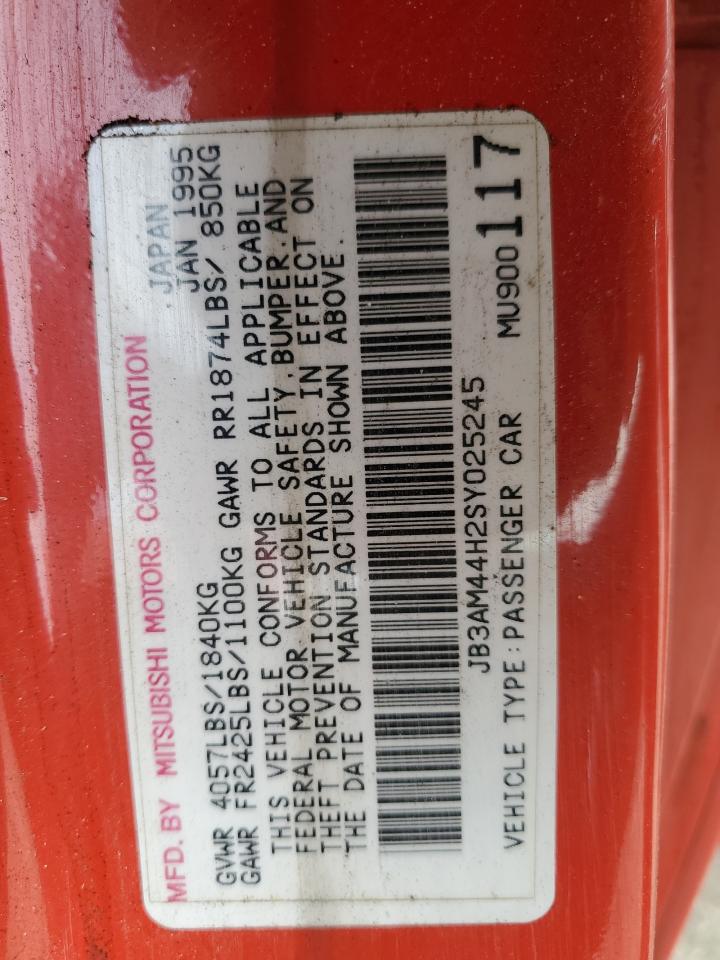 MFD. BY MITSUBISHI MOTORS CORPORATION JAPAN
GVWR 4057LBS/1840KG JAN 1995
GAWR FR2425LBS/1100KG GAWR RR1874LBS/ 850KG
THIS VEHICLE CONFORMS TO ALL APPLICABLE
FEDERAL MOTOR VEHICLE SAFETY,BUMPER,AND
THEFT PREVENTION STANDARDS IN EFFECT ON
THE DATE OF MANUFACTURE SHOWN ABOVE.
JB3AM44H2SY025245
VEHICLE TYPE:PASSENGER CAR MU900117